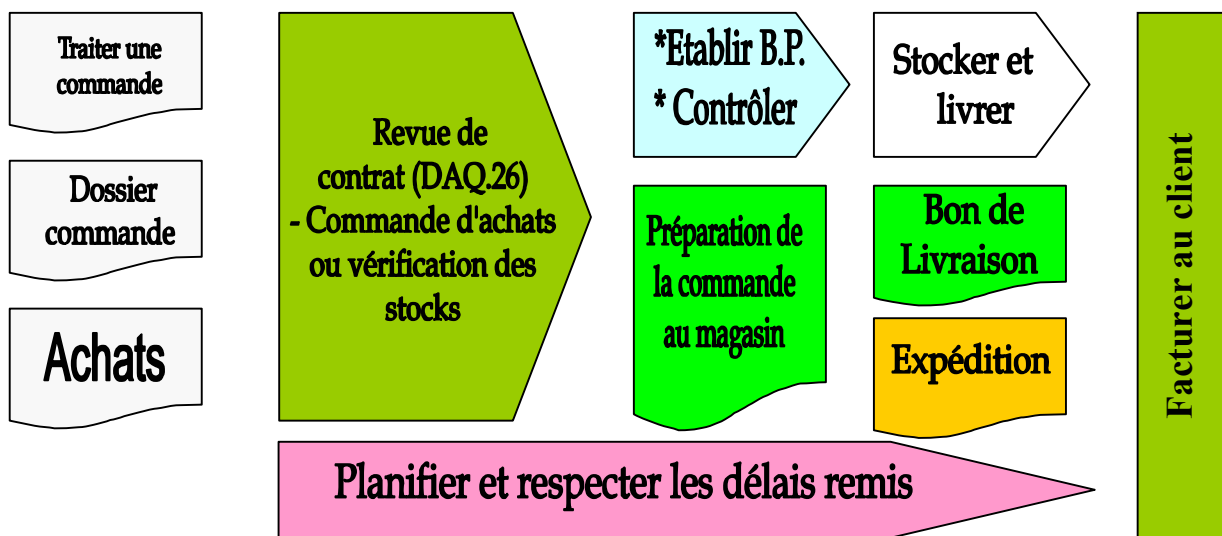 Traiter une
commande
Dossier
commande
Achats
Revue de
contrat (DAQ.26)
- Commande d'achats
ou vérification des
stocks
*Etablir B.P.
* Contrôler
Préparation de
la commande
au magasin
Stocker et
livrer
Bon de
Livraison
Expédition
Planifier et respecter les délais remis
Facturer au client